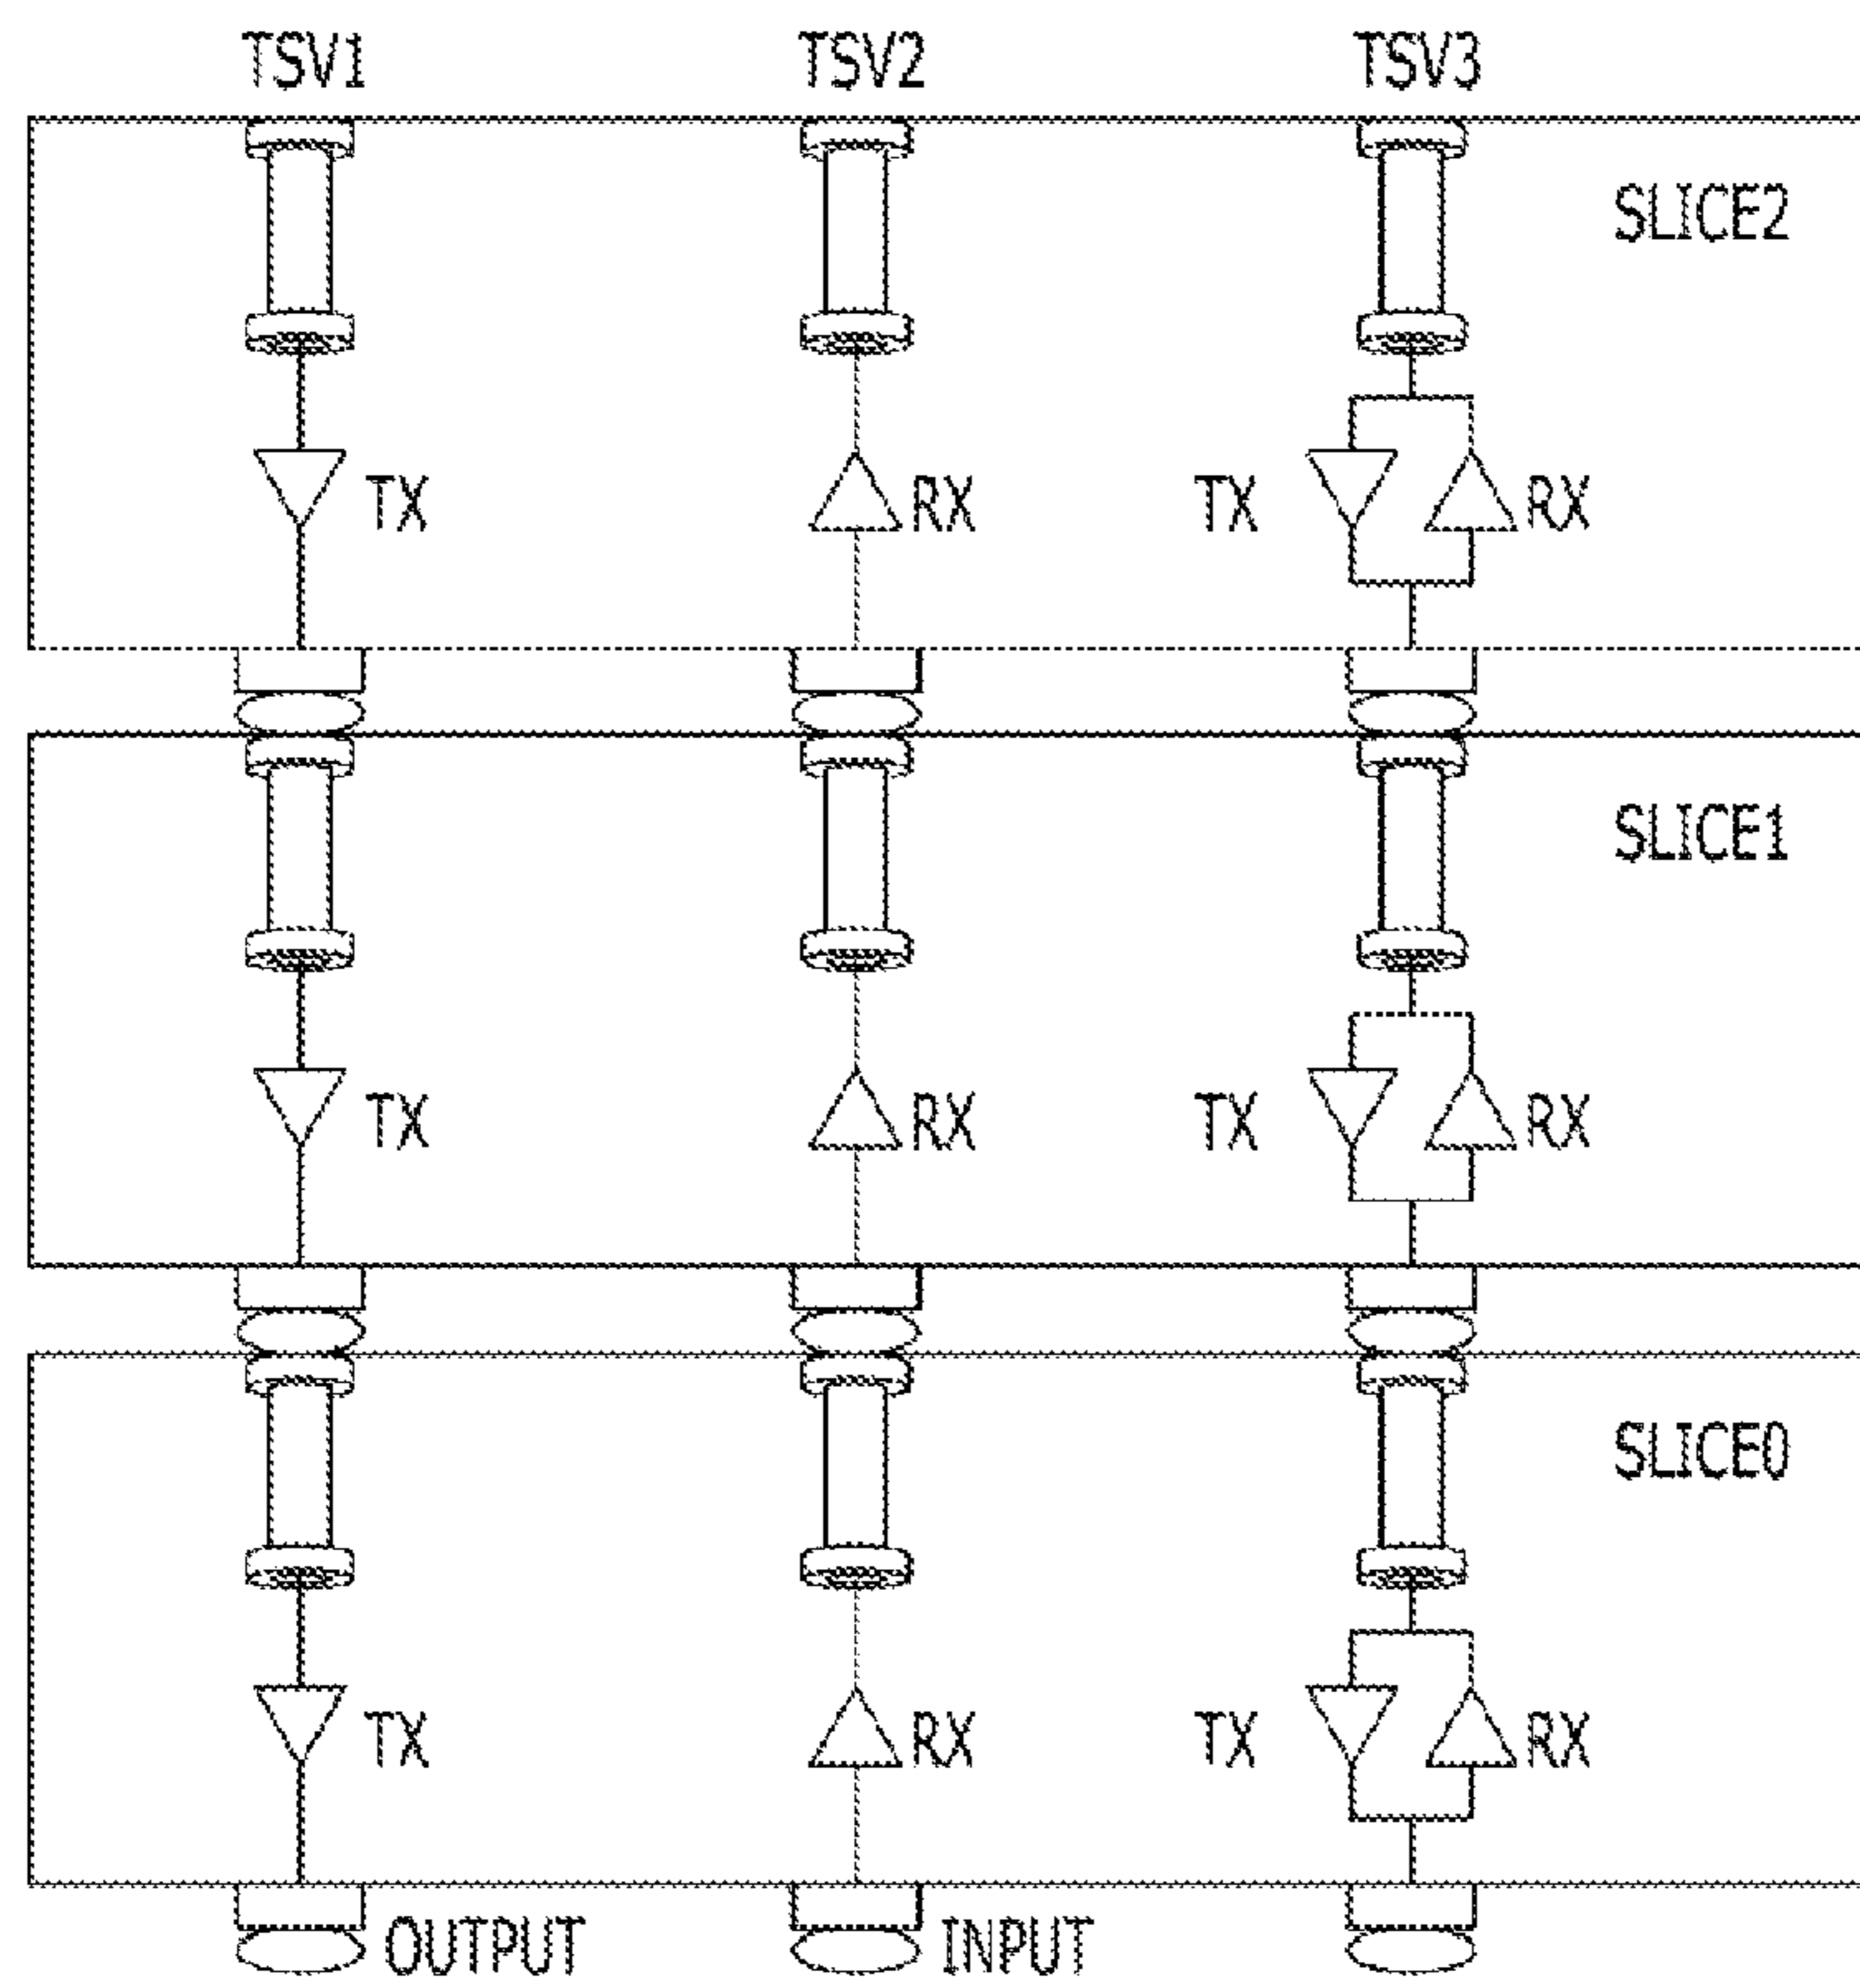 TSV1 TSV2 TSV3
SLICE2
TX RX TX RX
SLICE1
TX RX TX RX
SLICE0
TX RX TX RX
OUTPUT INPUT